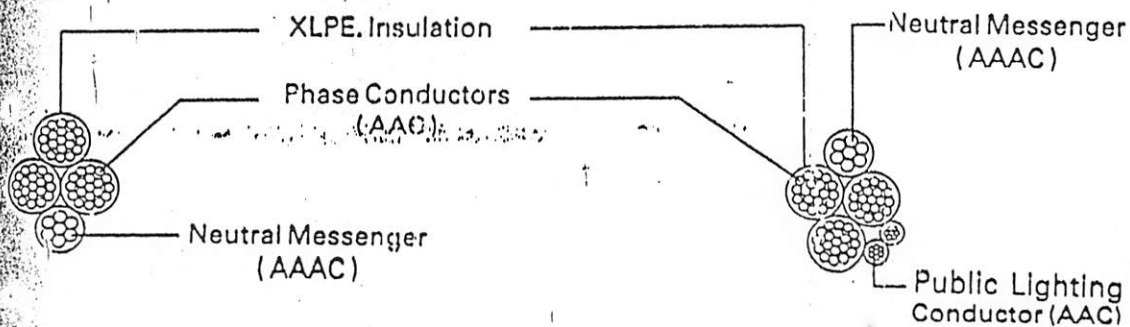 XLPE. Insulation
Neutral Messenger
(AAAC)
Phase Conductors
(AAC)
Neutral Messenger
(AAAC)
Public Lighting
Conductor (AAC)